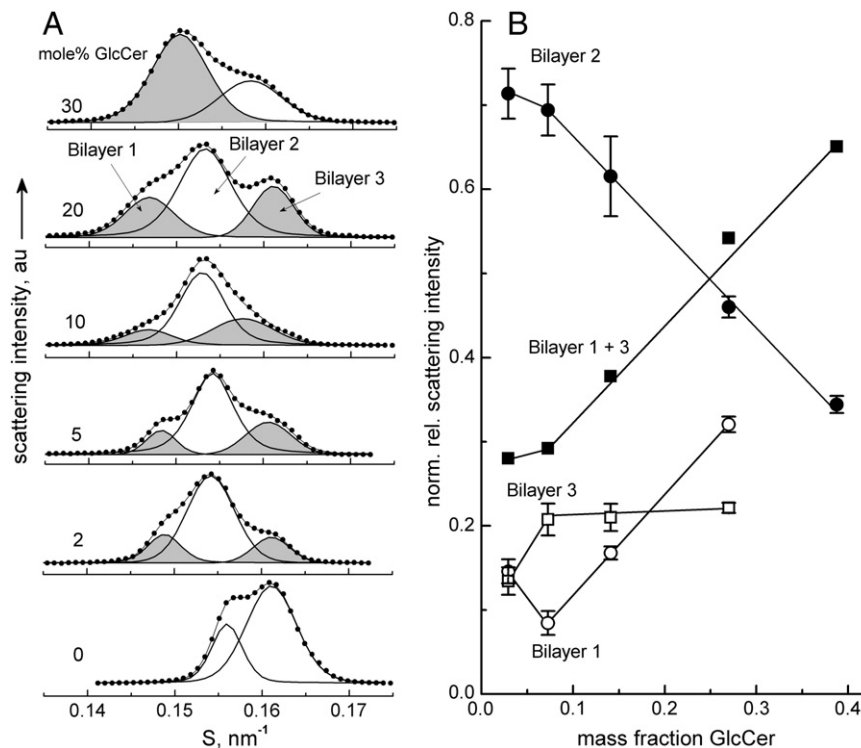 A
mole% GlcCer
30
Bilayer 1
Bilayer 2
Bilayer 3
20
10
5
2
0
scattering intensity, au
0.14 0.15 0.16 0.17
S, nm⁻¹
B
0.8
0.6
0.4
0.2
0.0
norm. rel. scattering intensity
Bilayer 2
Bilayer 1 + 3
Bilayer 3
Bilayer 1
0.0 0.1 0.2 0.3 0.4
mass fraction GlcCer